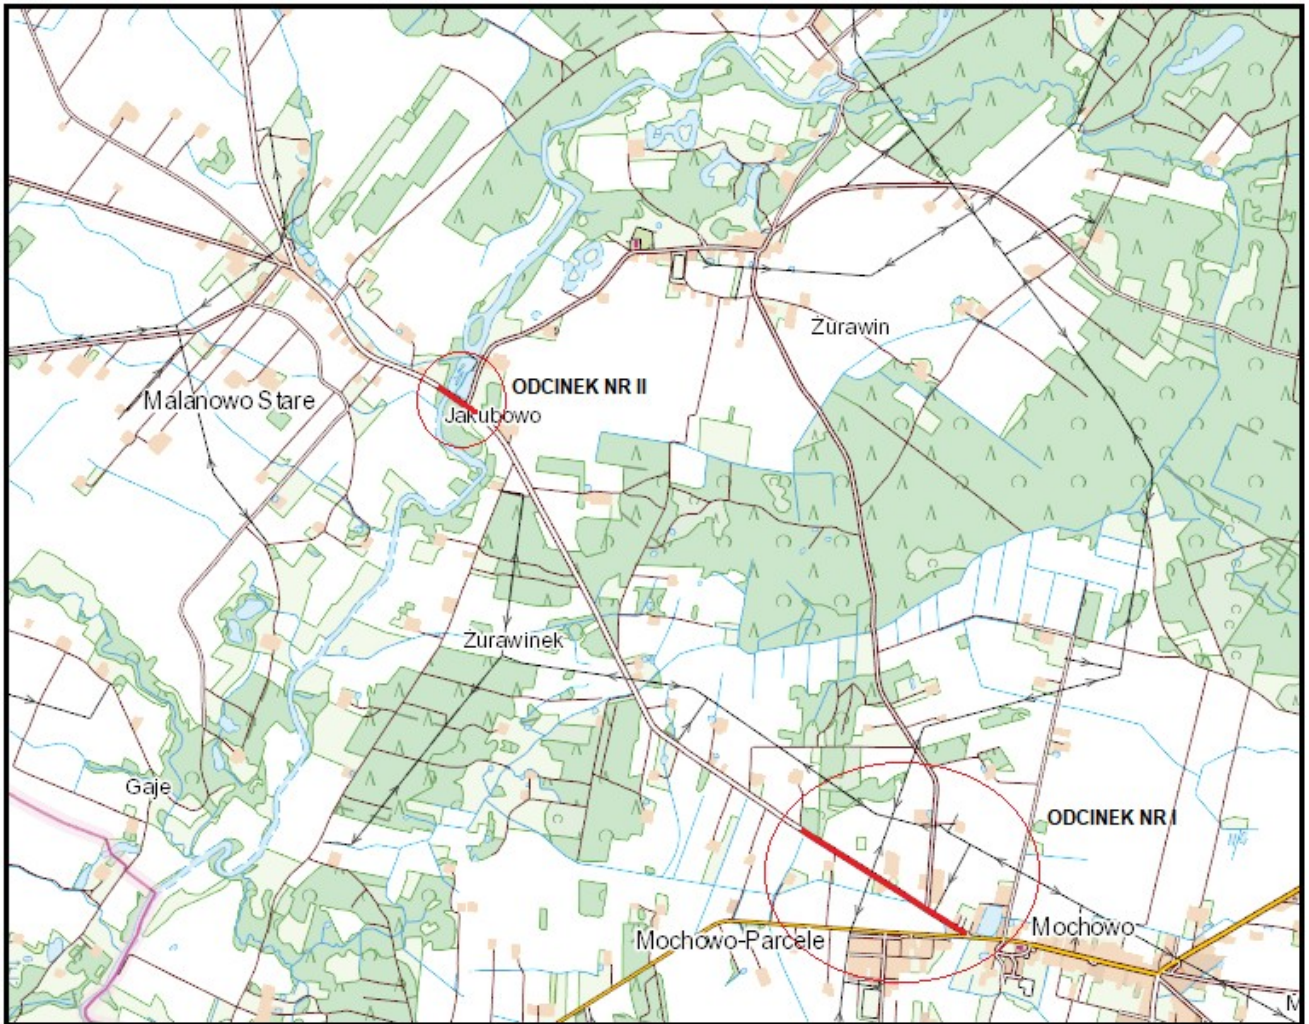 Żurawin
ODCINEK NR II
Malanowo Stare
Jakubowo
Żurawinek
Gaje
ODCINEK NR I
Mochowo
Mochowo-Parcele
M